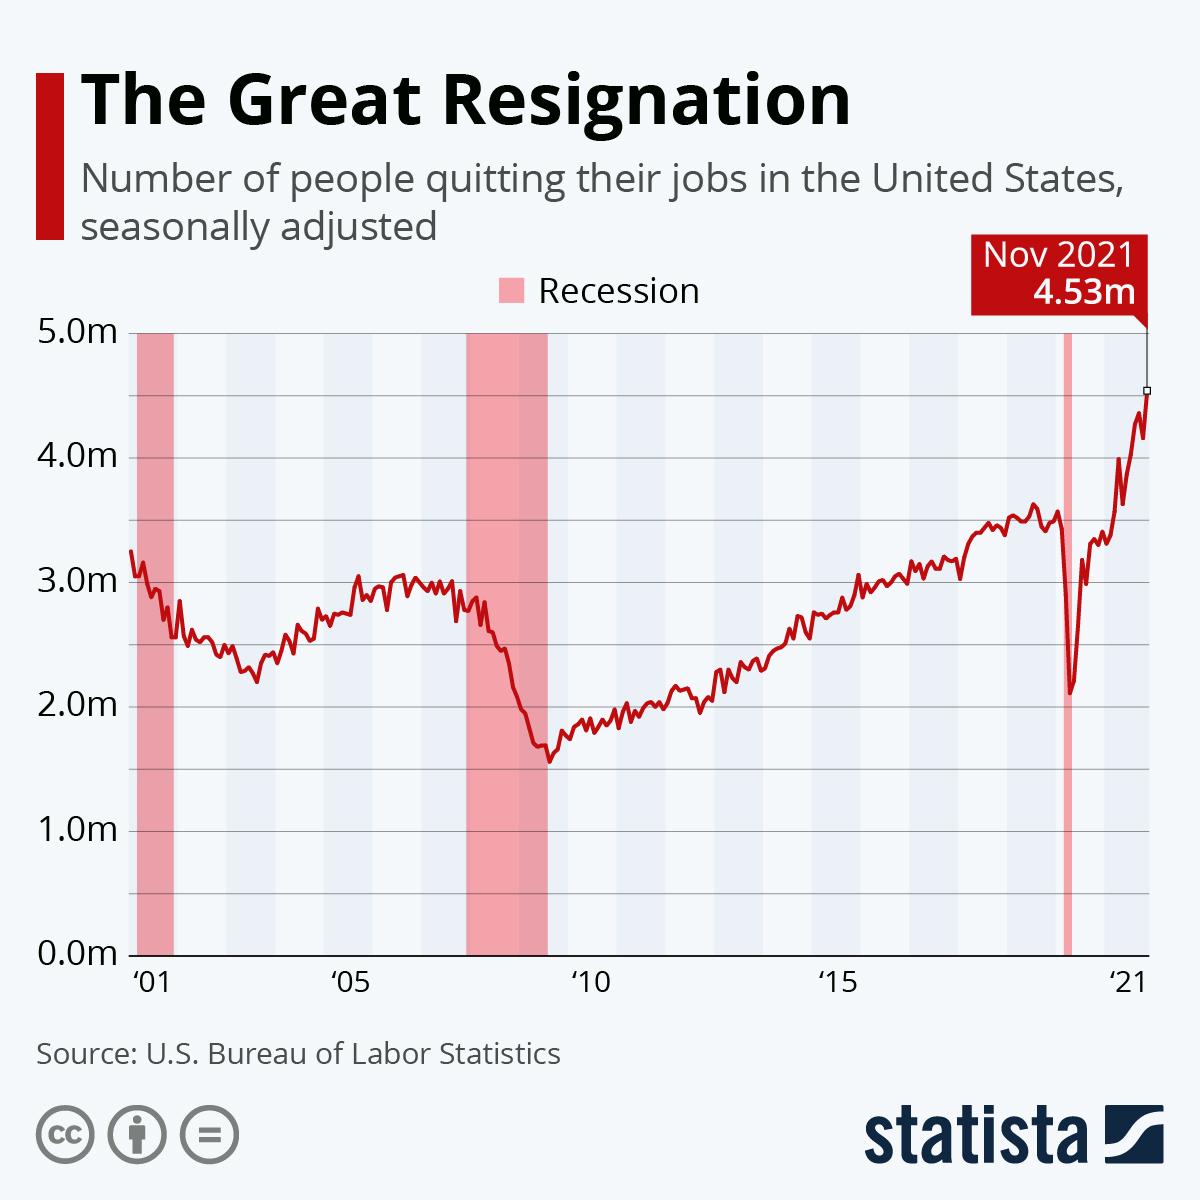 The Great Resignation
Number of people quitting their jobs in the United States,
seasonally adjusted
Nov 2021
4.53m
Recession
5.0m
4.0m
3.0m
2.0m
1.0m
0.0m
‘01 ‘05 ‘10 ‘15 ‘21
Source: U.S. Bureau of Labor Statistics
cc
statista